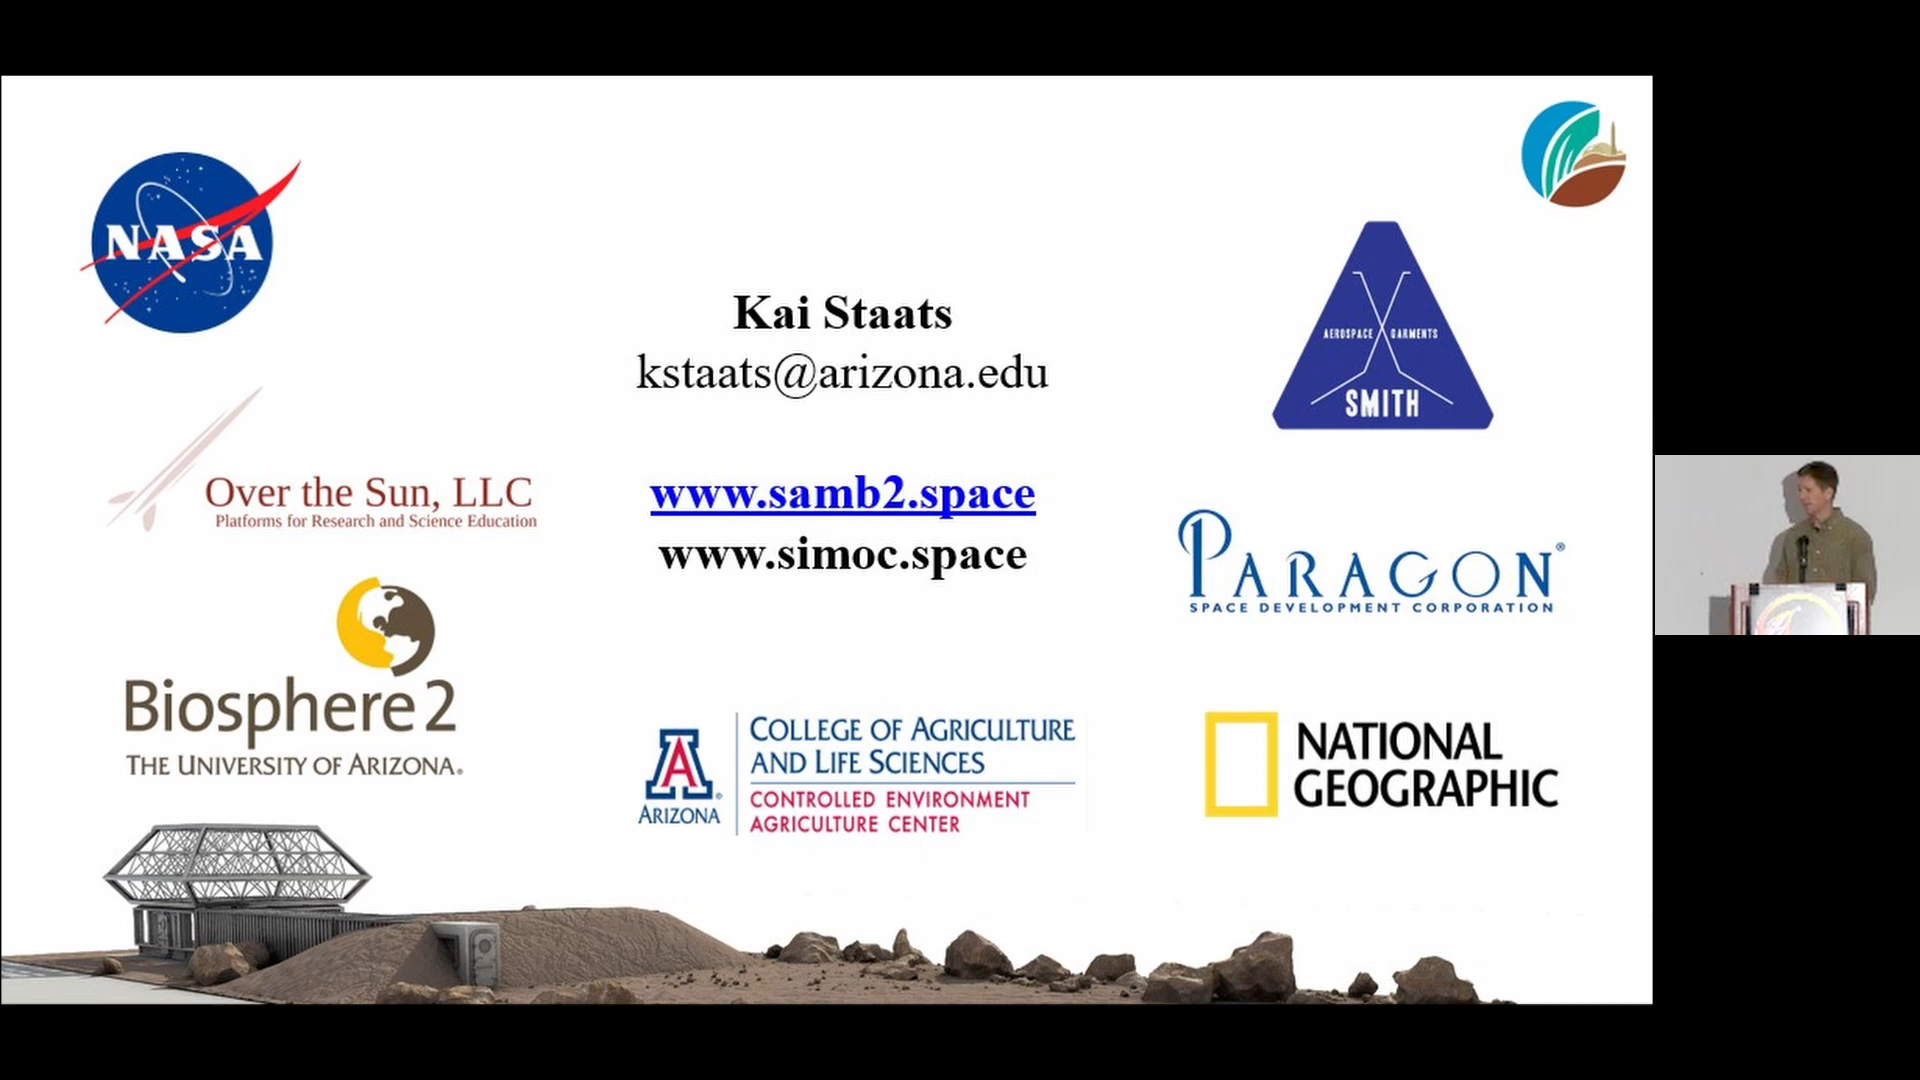 NASA
Kai Staats
kstaats@arizona.edu
AEROSPACE GARMENTS
SMITH
Over the Sun, LLC
Platforms for Research and Science Education
www.samb2.space
www.simoc.space
PARAGON®
SPACE DEVELOPMENT CORPORATION
Biosphere 2
THE UNIVERSITY OF ARIZONA®
A®
ARIZONA
COLLEGE OF AGRICULTURE
AND LIFE SCIENCES
CONTROLLED ENVIRONMENT
AGRICULTURE CENTER
NATIONAL
GEOGRAPHIC